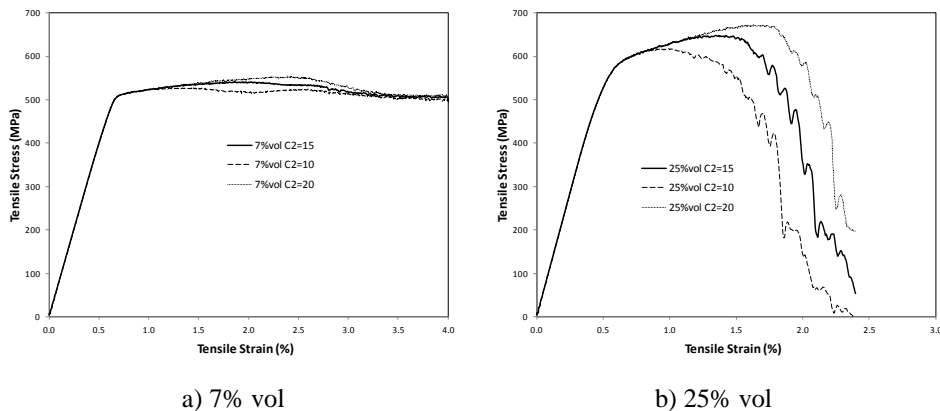 700
600
500
400
300
200
100
0
Tensile Stress (MPa)
7%vol C2=15
7%vol C2=10
7%vol C2=20
0.0 0.5 1.0 1.5 2.0 2.5 3.0 3.5 4.0
Tensile Strain (%)
a) 7% vol
700
600
500
400
300
200
100
0
Tensile Stress (MPa)
25%vol C2=15
25%vol C2=10
25%vol C2=20
0.0 0.5 1.0 1.5 2.0 2.5 3.0
Tensile Strain (%)
b) 25% vol